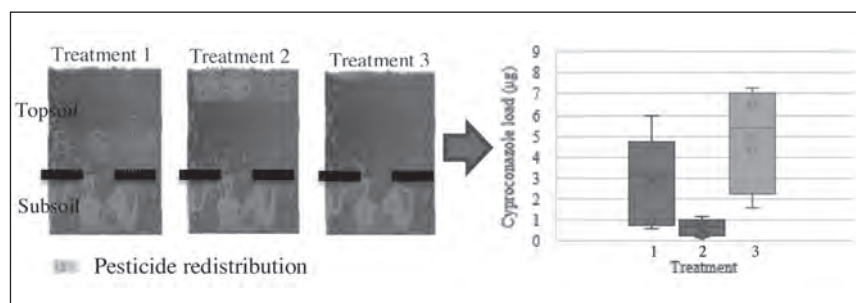 Treatment 1
Treatment 2
Treatment 3
Topsoil
Subsoil
Pesticide redistribution
Cyproconazole load (µg)
9
8
7
6
5
4
3
2
1
0
1 2 3
Treatment